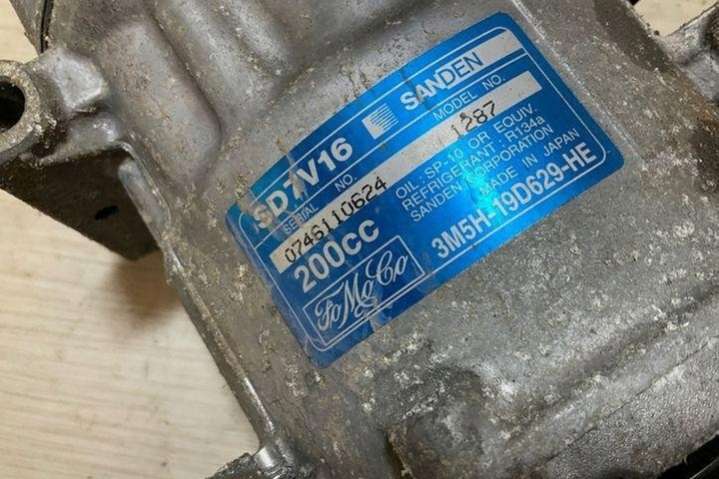 SD7V16 SANDEN
SERIAL NO. MODEL NO.
0746110624 1287
200CC OIL: SP-10 OR EQUIV.
REFRIGERANT: R134a
SANDEN CORPORATION
MADE IN JAPAN
FoMoCo 3M5H-19D629-HE